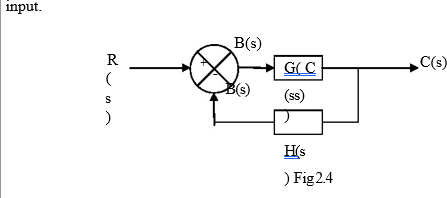 input.
B(s)
R
(
s
)
+
G( C
C(s)
-
B(s)
(ss)
)
H(s
) Fig2.4